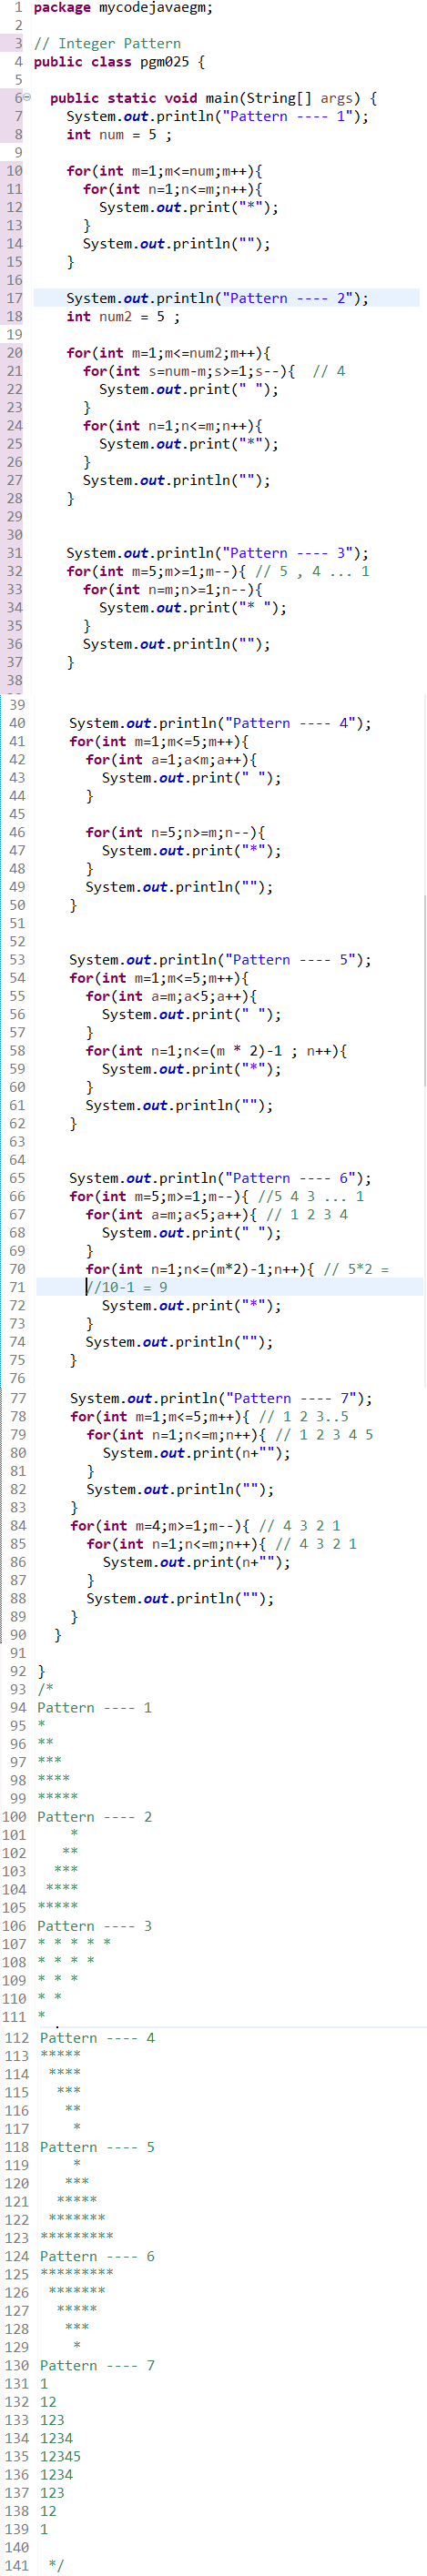 1 package mycodejavaegm;
2
3 // Integer Pattern
4 public class pgm025 {
5
6   public static void main(String[] args) {
7     System.out.println("Pattern ---- 1");
8     int num = 5 ;
9
10     for(int m=1;m<=num;m++){
11       for(int n=1;n<=m;n++){
12         System.out.print("*");
13       }
14       System.out.println("");
15     }
16
17     System.out.println("Pattern ---- 2");
18     int num2 = 5 ;
19
20     for(int m=1;m<=num2;m++){
21       for(int s=num-m;s>=1;s--){  // 4
22         System.out.print(" ");
23       }
24       for(int n=1;n<=m;n++){
25         System.out.print("*");
26       }
27       System.out.println("");
28     }
29
30
31     System.out.println("Pattern ---- 3");
32     for(int m=5;m>=1;m--){ // 5 , 4 ... 1
33       for(int n=m;n>=1;n--){
34         System.out.print("* ");
35       }
36       System.out.println("");
37     }
38
39
40     System.out.println("Pattern ---- 4");
41     for(int m=1;m<=5;m++){
42       for(int a=1;a<m;a++){
43         System.out.print(" ");
44       }
45
46       for(int n=5;n>=m;n--){
47         System.out.print("*");
48       }
49       System.out.println("");
50     }
51
52
53     System.out.println("Pattern ---- 5");
54     for(int m=1;m<=5;m++){
55       for(int a=m;a<5;a++){
56         System.out.print(" ");
57       }
58       for(int n=1;n<=(m * 2)-1 ; n++){
59         System.out.print("*");
60       }
61       System.out.println("");
62     }
63
64
65     System.out.println("Pattern ---- 6");
66     for(int m=5;m>=1;m--){ //5 4 3 ... 1
67       for(int a=m;a<5;a++){ // 1 2 3 4
68         System.out.print(" ");
69       }
70       for(int n=1;n<=(m*2)-1;n++){ // 5*2 =
71       //10-1 = 9
72         System.out.print("*");
73       }
74       System.out.println("");
75     }
76
77     System.out.println("Pattern ---- 7");
78     for(int m=1;m<=5;m++){ // 1 2 3..5
79       for(int n=1;n<=m;n++){ // 1 2 3 4 5
80         System.out.print(n+"");
81       }
82       System.out.println("");
83     }
84     for(int m=4;m>=1;m--){ // 4 3 2 1
85       for(int n=1;n<=m;n++){ // 4 3 2 1
86         System.out.print(n+"");
87       }
88       System.out.println("");
89     }
90   }
91
92 }
93 /*
94 Pattern ---- 1
95 *
96 **
97 ***
98 ****
99 *****
100 Pattern ---- 2
101     *
102    **
103   ***
104  ****
105 *****
106 Pattern ---- 3
107 * * * * *
108 * * * *
109 * * *
110 * *
111 *
112 Pattern ---- 4
113 *****
114  ****
115   ***
116    **
117     *
118 Pattern ---- 5
119     *
120    ***
121   *****
122  *******
123 *********
124 Pattern ---- 6
125 *********
126  *******
127   *****
128    ***
129     *
130 Pattern ---- 7
131 1
132 12
133 123
134 1234
135 12345
136 1234
137 123
138 12
139 1
140
141  */